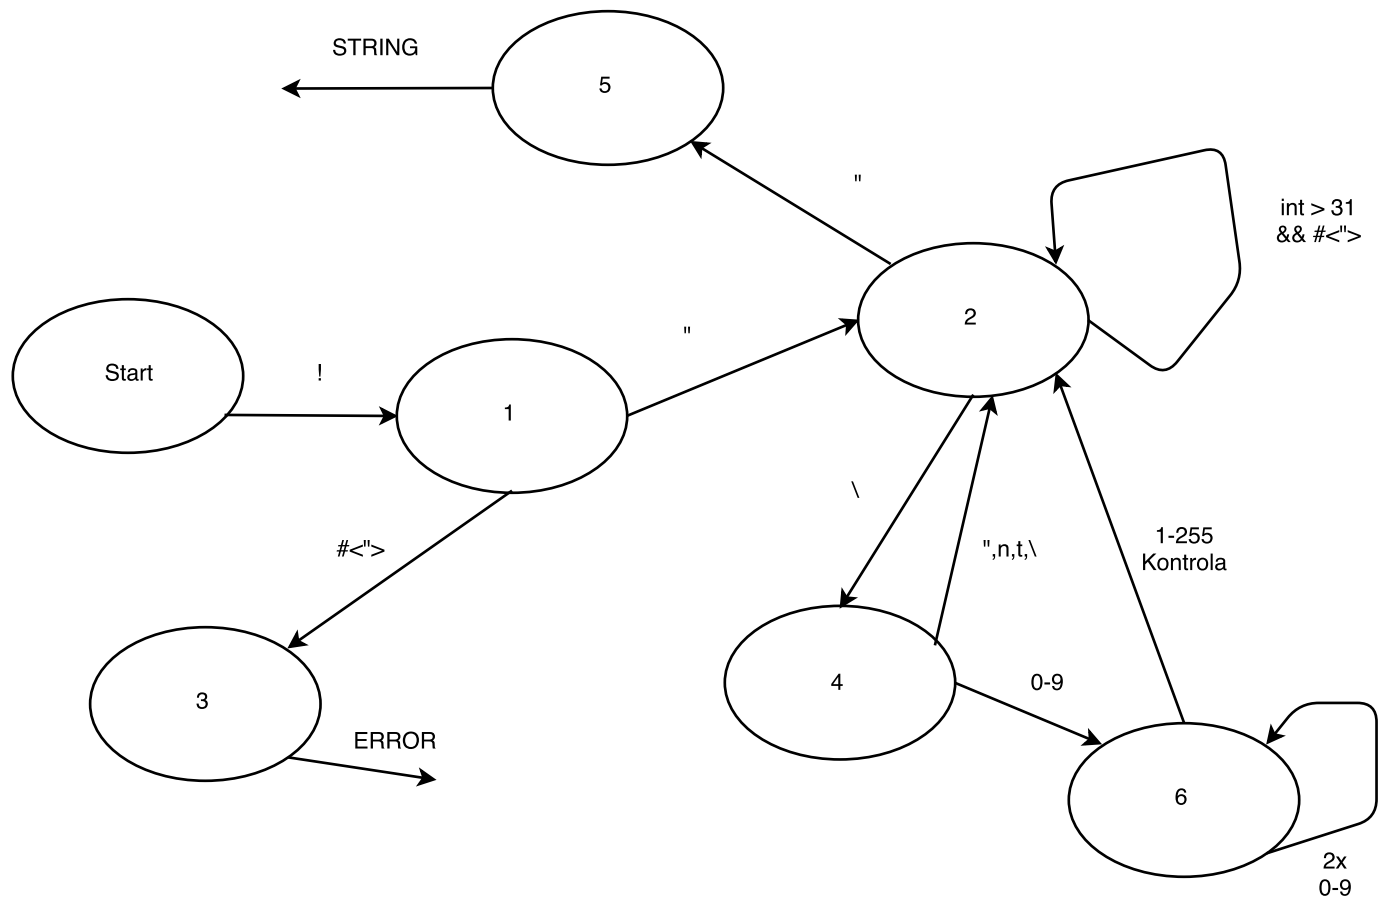 STRING
5
"
int > 31
&& #<">
2
"
Start
!
1
\
#<">
",n,t,\
1-255
Kontrola
4
0-9
3
ERROR
6
2x
0-9